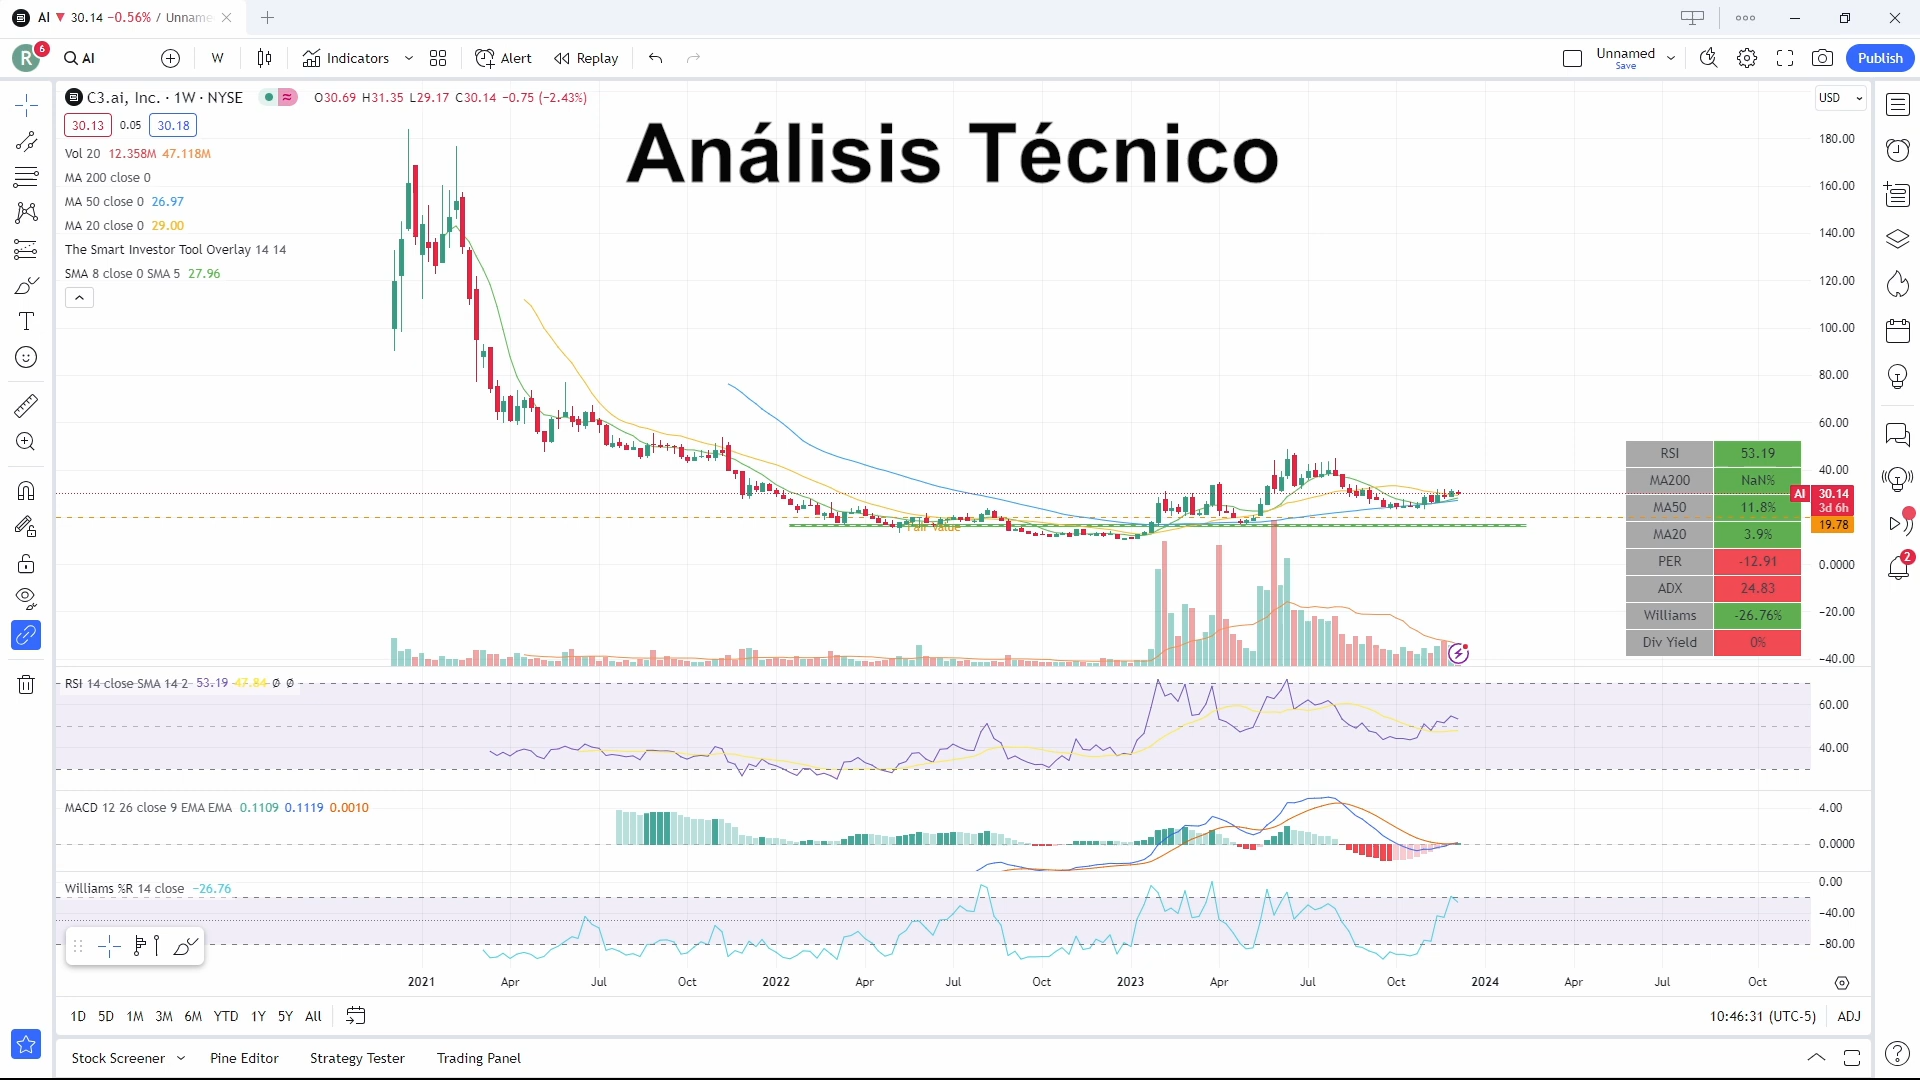 AI ▼ 30.14 −0.56% / Unname
R 6 AI W Indicators Alert Replay Unnamed Save Publish
C3.ai, Inc. · 1W · NYSE O30.69 H31.35 L29.17 C30.14 −0.75 (−2.43%) USD
30.13 0.05 30.18
Análisis Técnico
Vol 20 12.358M 47.118M
MA 200 close 0
MA 50 close 0 26.97
MA 20 close 0 29.00
The Smart Investor Tool Overlay 14 14
SMA 8 close 0 SMA 5 27.96
180.00
160.00
140.00
120.00
100.00
80.00
60.00
40.00
AI 30.14
3d 6h
19.78
0.0000
−20.00
−40.00
Fair Value
RSI 53.19
MA200 NaN%
MA50 11.8%
MA20 3.9%
PER -12.91
ADX 24.83
Williams -26.76%
Div Yield 0%
RSI 14 close SMA 14 2 53.19 47.84 Ø Ø
60.00
40.00
MACD 12 26 close 9 EMA EMA 0.1109 0.1119 0.0010
4.00
0.0000
Williams %R 14 close −26.76
0.00
−40.00
−80.00
2021 Apr Jul Oct 2022 Apr Jul Oct 2023 Apr Jul Oct 2024 Apr Jul Oct
1D 5D 1M 3M 6M YTD 1Y 5Y All 10:46:31 (UTC-5) ADJ
Stock Screener Pine Editor Strategy Tester Trading Panel
2